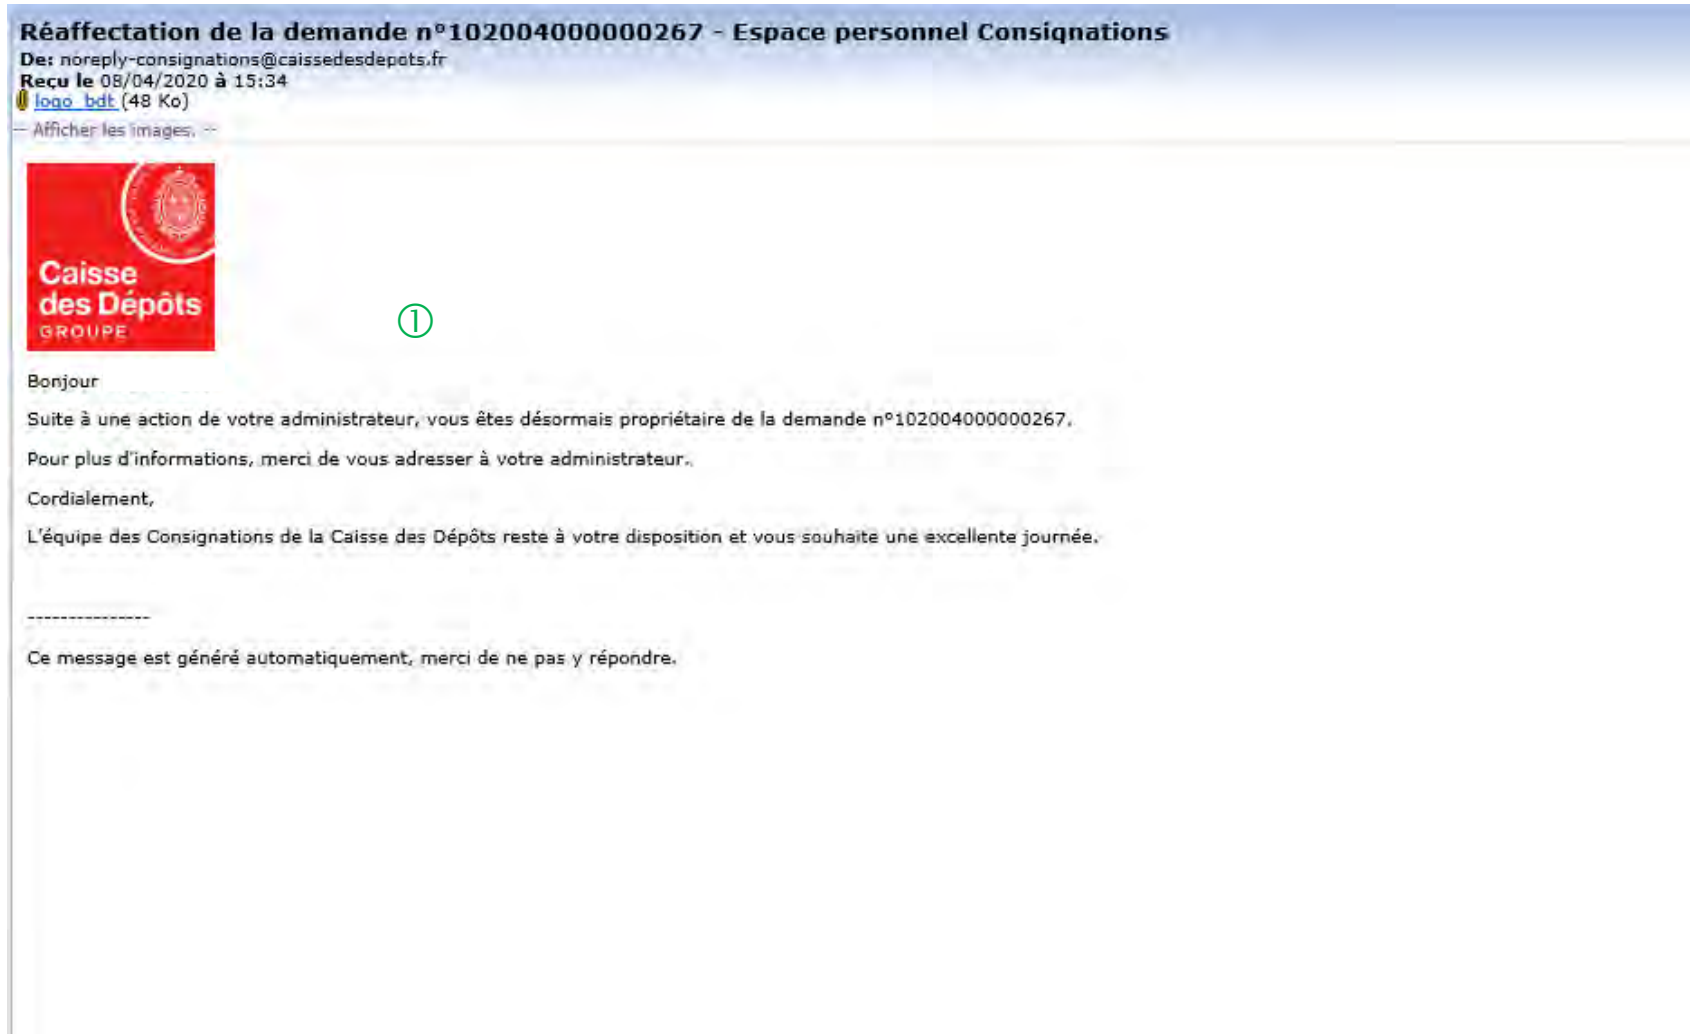 Réaffectation de la demande n°102004000000267 - Espace personnel Consignations
De: noreply-consignations@caissedesdepots.fr
Reçu le 08/04/2020 à 15:34
logo_bdt (48 Ko)
-- Afficher les images. --
Caisse
des Dépôts
GROUPE
①
Bonjour
Suite à une action de votre administrateur, vous êtes désormais propriétaire de la demande n°102004000000267.
Pour plus d'informations, merci de vous adresser à votre administrateur.
Cordialement,
L'équipe des Consignations de la Caisse des Dépôts reste à votre disposition et vous souhaite une excellente journée.
---------------
Ce message est généré automatiquement, merci de ne pas y répondre.